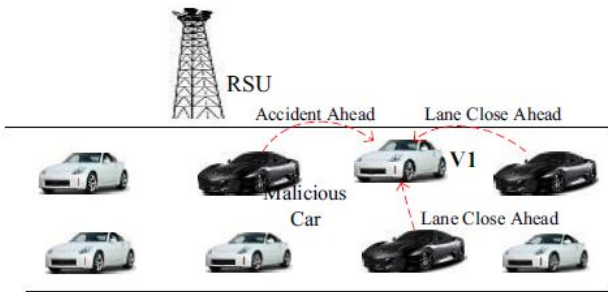 RSU
Accident Ahead
Lane Close Ahead
V1
Malicious
Car
Lane Close Ahead